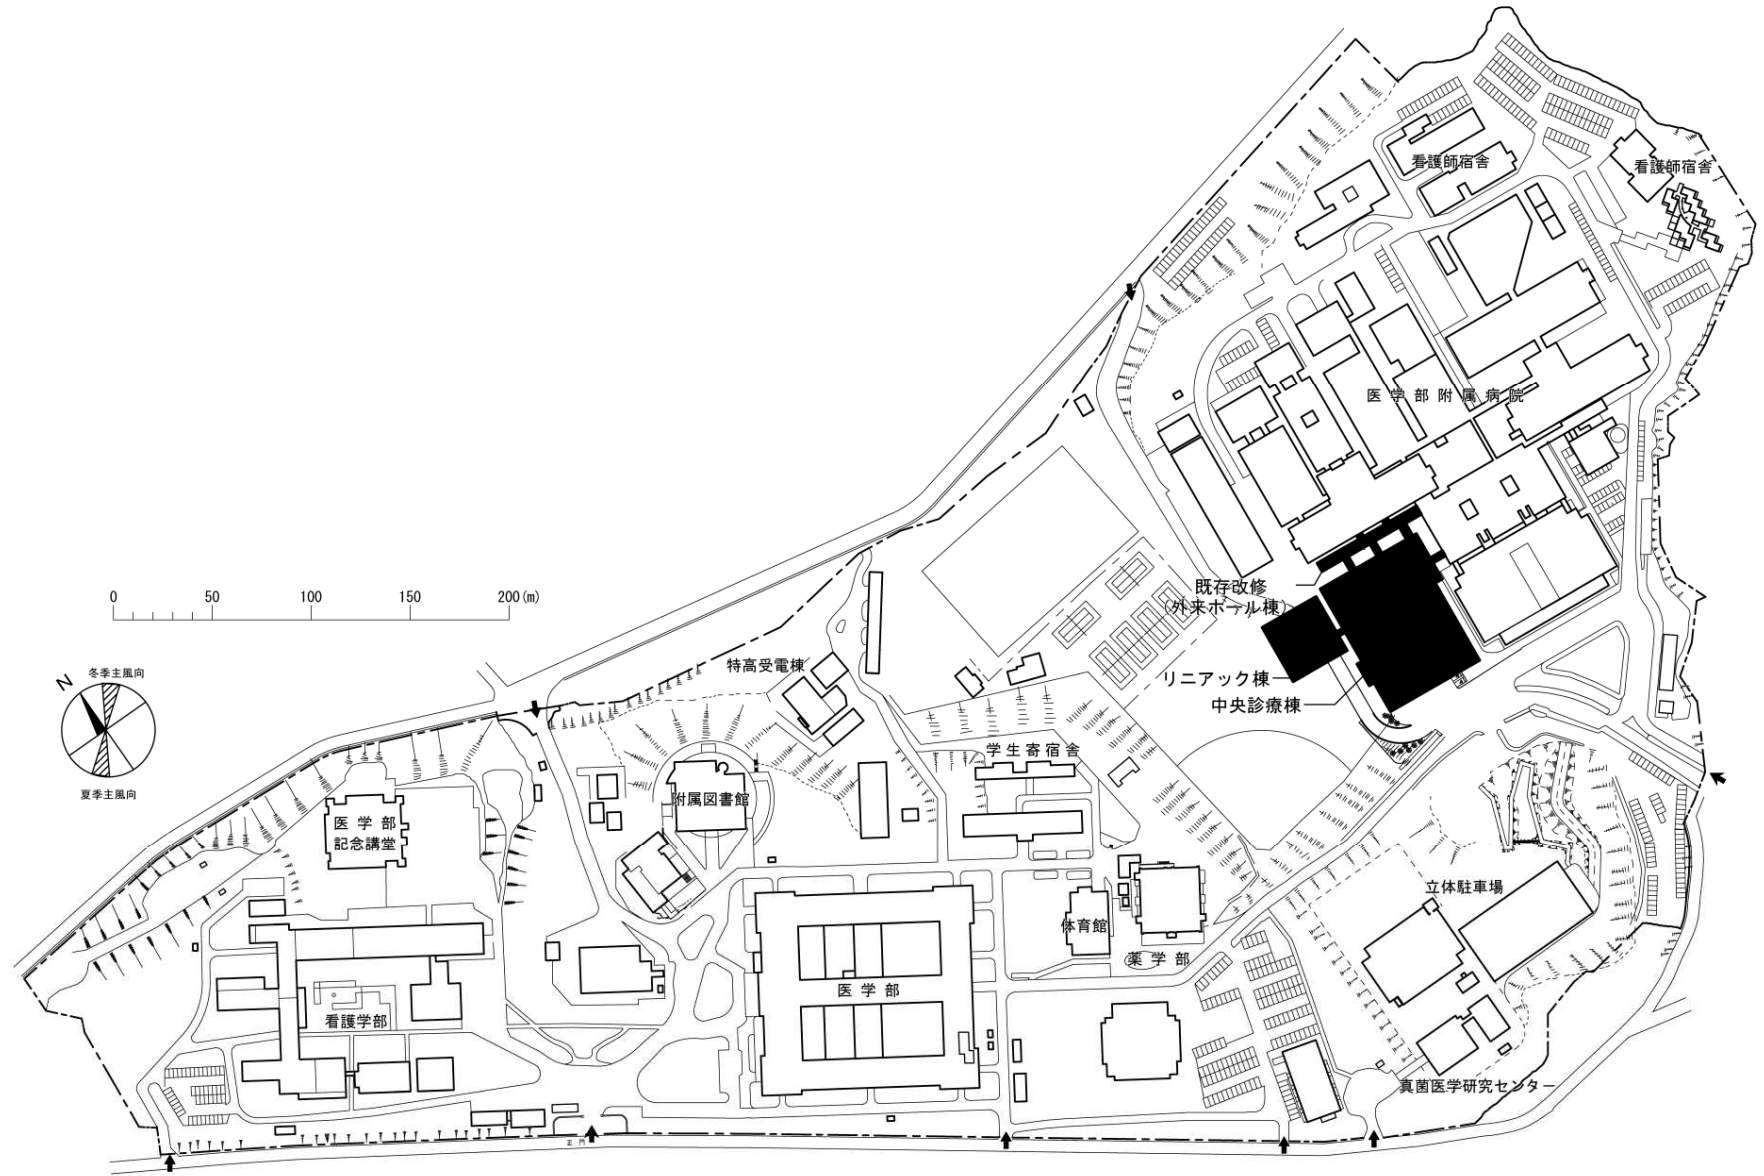 看護師宿舎
看護師宿舎
医学部附属病院
既存改修
(外来ホール棟)
0 50 100 150 200(m)
特高受電棟
リニアック棟
中央診療棟
N
冬季主風向
夏季主風向
学生寄宿舎
附属図書館
医学部
記念講堂
立体駐車場
体育館
薬学部
医学部
看護学部
真菌医学研究センター
正門